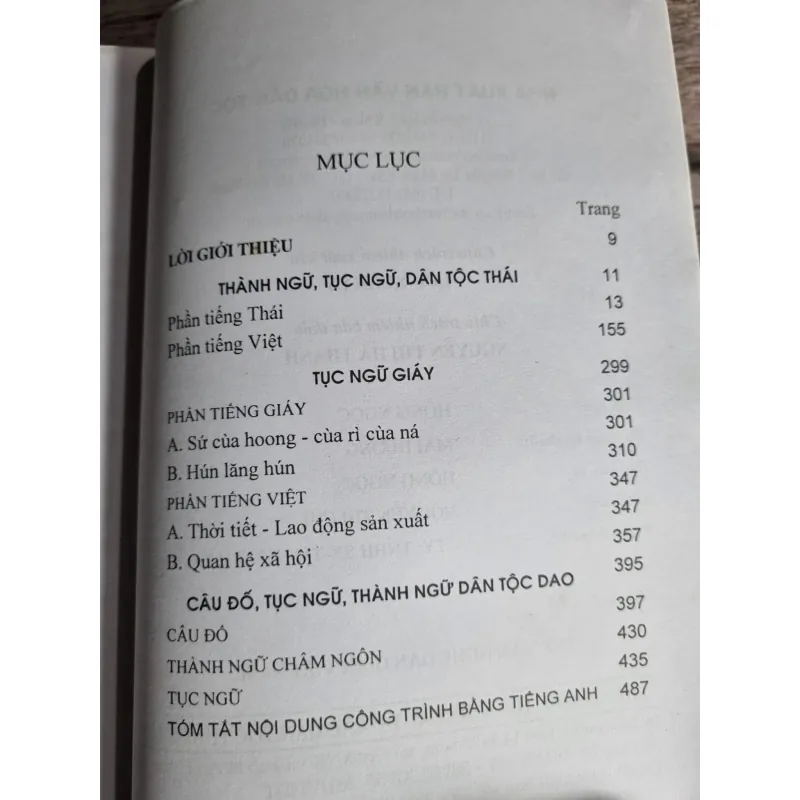 MỤC LỤC
Trang
LỜI GIỚI THIỆU 9
THÀNH NGỮ, TỤC NGỮ, DÂN TỘC THÁI 11
Phần tiếng Thái 13
Phần tiếng Việt 155
TỤC NGỮ GIÁY 299
PHẦN TIẾNG GIÁY 301
A. Sứ cùa hoong - cùa rì cùa ná 301
B. Hún lăng hún 310
PHẦN TIẾNG VIỆT 347
A. Thời tiết - Lao động sản xuất 347
B. Quan hệ xã hội 357
CÂU ĐỐ, TỤC NGỮ, THÀNH NGỮ DÂN TỘC DAO 395
CÂU ĐỐ 397
THÀNH NGỮ CHÂM NGÔN 430
TỤC NGỮ 435
TÓM TẮT NỘI DUNG CÔNG TRÌNH BẰNG TIẾNG ANH 487